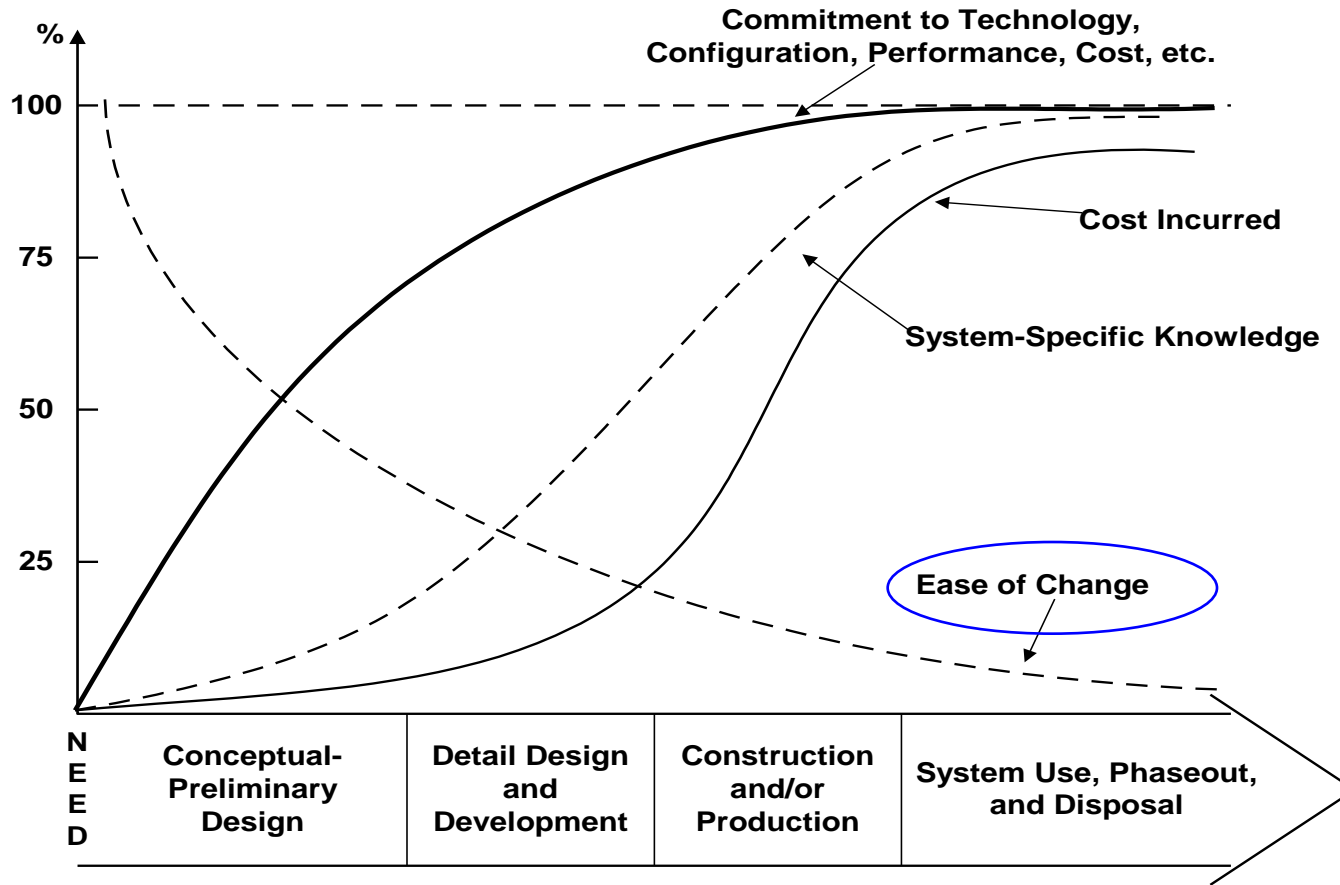 Commitment to Technology,
Configuration, Performance, Cost, etc.
%
100
75
50
25
Cost Incurred
System-Specific Knowledge
Ease of Change
N
E
E
D
Conceptual-
Preliminary
Design
Detail Design
and
Development
Construction
and/or
Production
System Use, Phaseout,
and Disposal